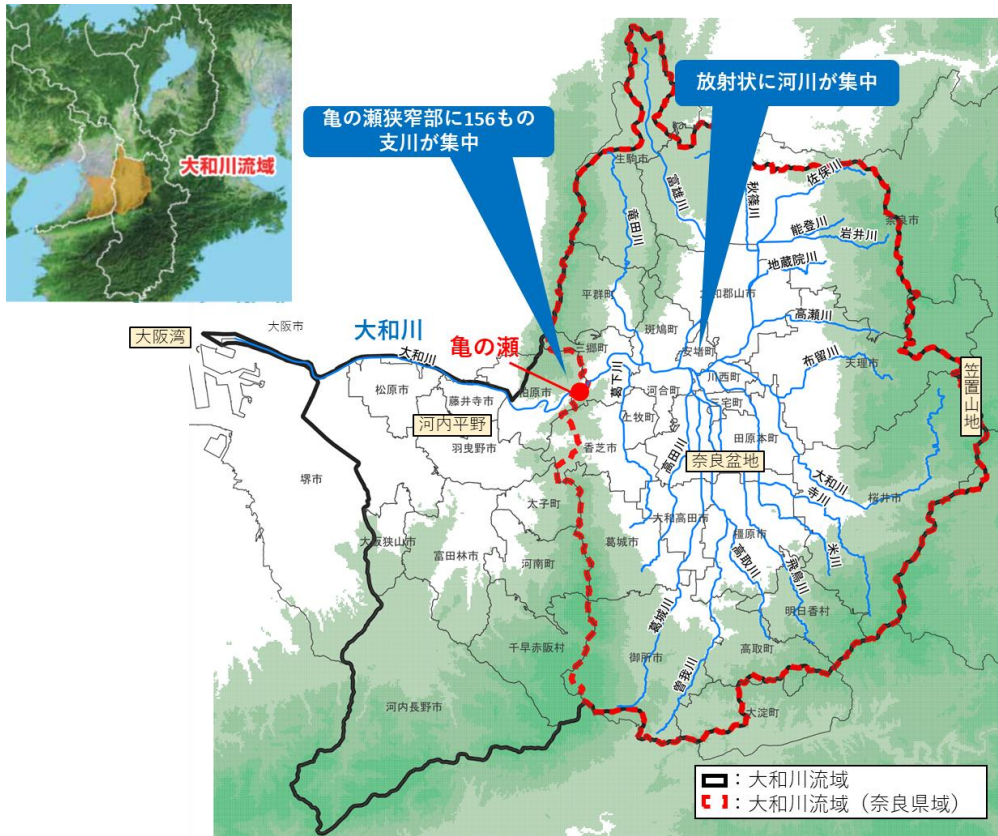 大和川流域
亀の瀬狭窄部に156もの
支川が集中
放射状に河川が集中
生駒市
富雄川
秋篠川
佐保川
奈良市
能登川
岩井川
地蔵院川
竜田川
平群町
大和郡山市
高瀬川
大阪湾
大阪市
大和川
大和川
亀の瀬
斑鳩町
三郷町
安堵町
布留川
天理市
笠置山地
松原市
藤井寺市
柏原市
葛下川
河合町
川西町
三宅町
上牧町
河内平野
羽曳野市
香芝市
高田川
田原本町
奈良盆地
堺市
大和川
寺川
桜井市
太子町
大和高田市
大阪狭山市
富田林市
河南町
葛城市
橿原市
高取川
飛鳥川
米川
明日香村
葛城川
千早赤阪村
御所市
曽我川
高取町
河内長野市
大淀町
:大和川流域
:大和川流域(奈良県域)